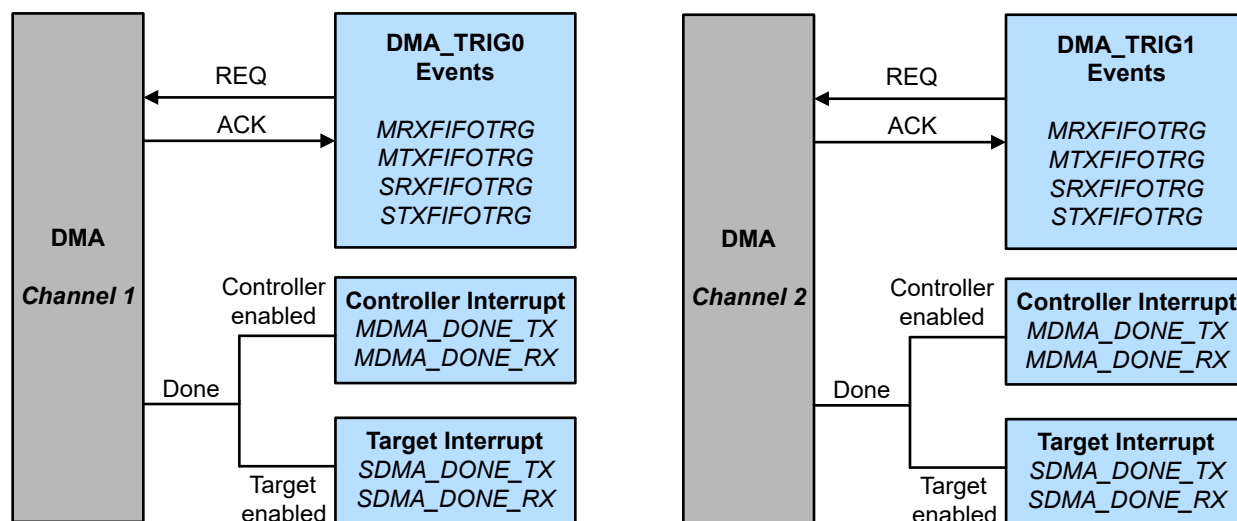 DMA
Channel 1
REQ
ACK
DMA_TRIG0
Events
MRXFIFOTRG
MTXFIFOTRG
SRXFIFOTRG
STXFIFOTRG
Done
Controller
enabled
Controller Interrupt
MDMA_DONE_TX
MDMA_DONE_RX
Target
enabled
Target Interrupt
SDMA_DONE_TX
SDMA_DONE_RX
DMA
Channel 2
REQ
ACK
DMA_TRIG1
Events
MRXFIFOTRG
MTXFIFOTRG
SRXFIFOTRG
STXFIFOTRG
Done
Controller
enabled
Controller Interrupt
MDMA_DONE_TX
MDMA_DONE_RX
Target
enabled
Target Interrupt
SDMA_DONE_TX
SDMA_DONE_RX